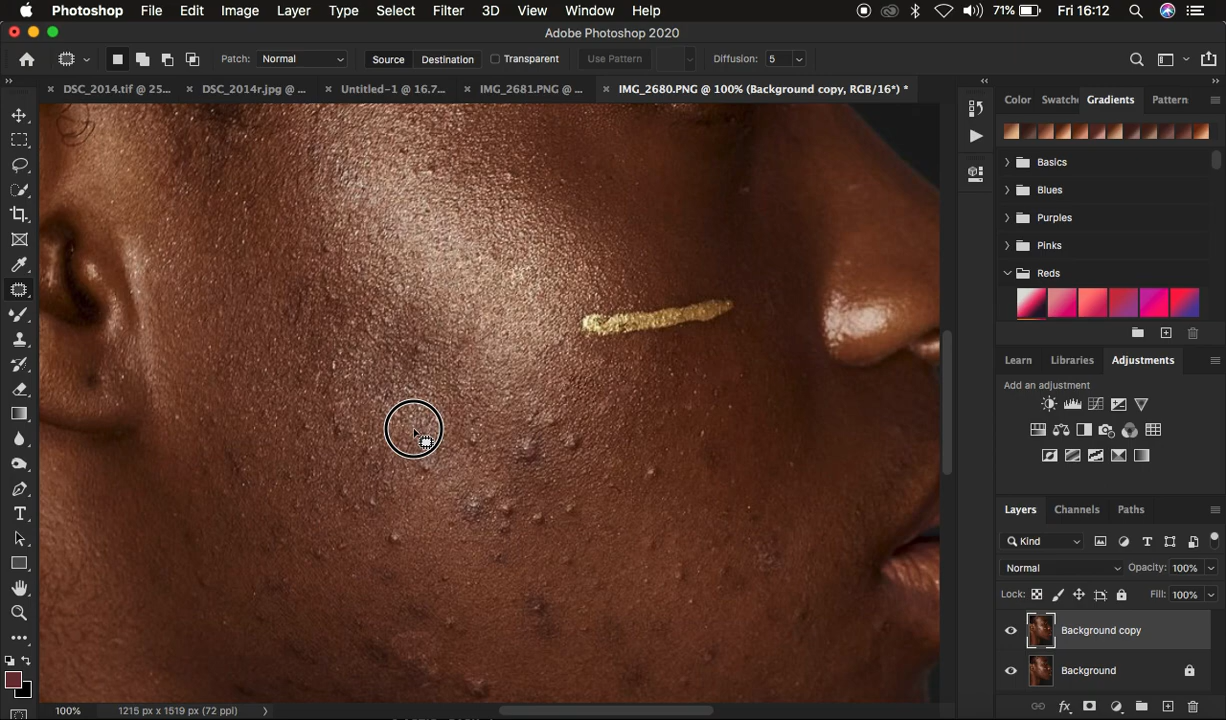 Photoshop File Edit Image Layer Type Select Filter 3D View Window Help 71% Fri 16:12
Adobe Photoshop 2020
Patch: Normal Source Destination Transparent Use Pattern Diffusion: 5
DSC_2014.tif @ 25... DSC_2014r.jpg @ ... Untitled-1 @ 16.7... IMG_2681.PNG @ ... IMG_2680.PNG @ 100% (Background copy, RGB/16*) *
Color Swatche Gradients Pattern
Basics
Blues
Purples
Pinks
Reds
Learn Libraries Adjustments
Add an adjustment
Layers Channels Paths
Kind
Normal Opacity: 100%
Lock: Fill: 100%
Background copy
Background
fx
100% 1215 px x 1519 px (72 ppi)